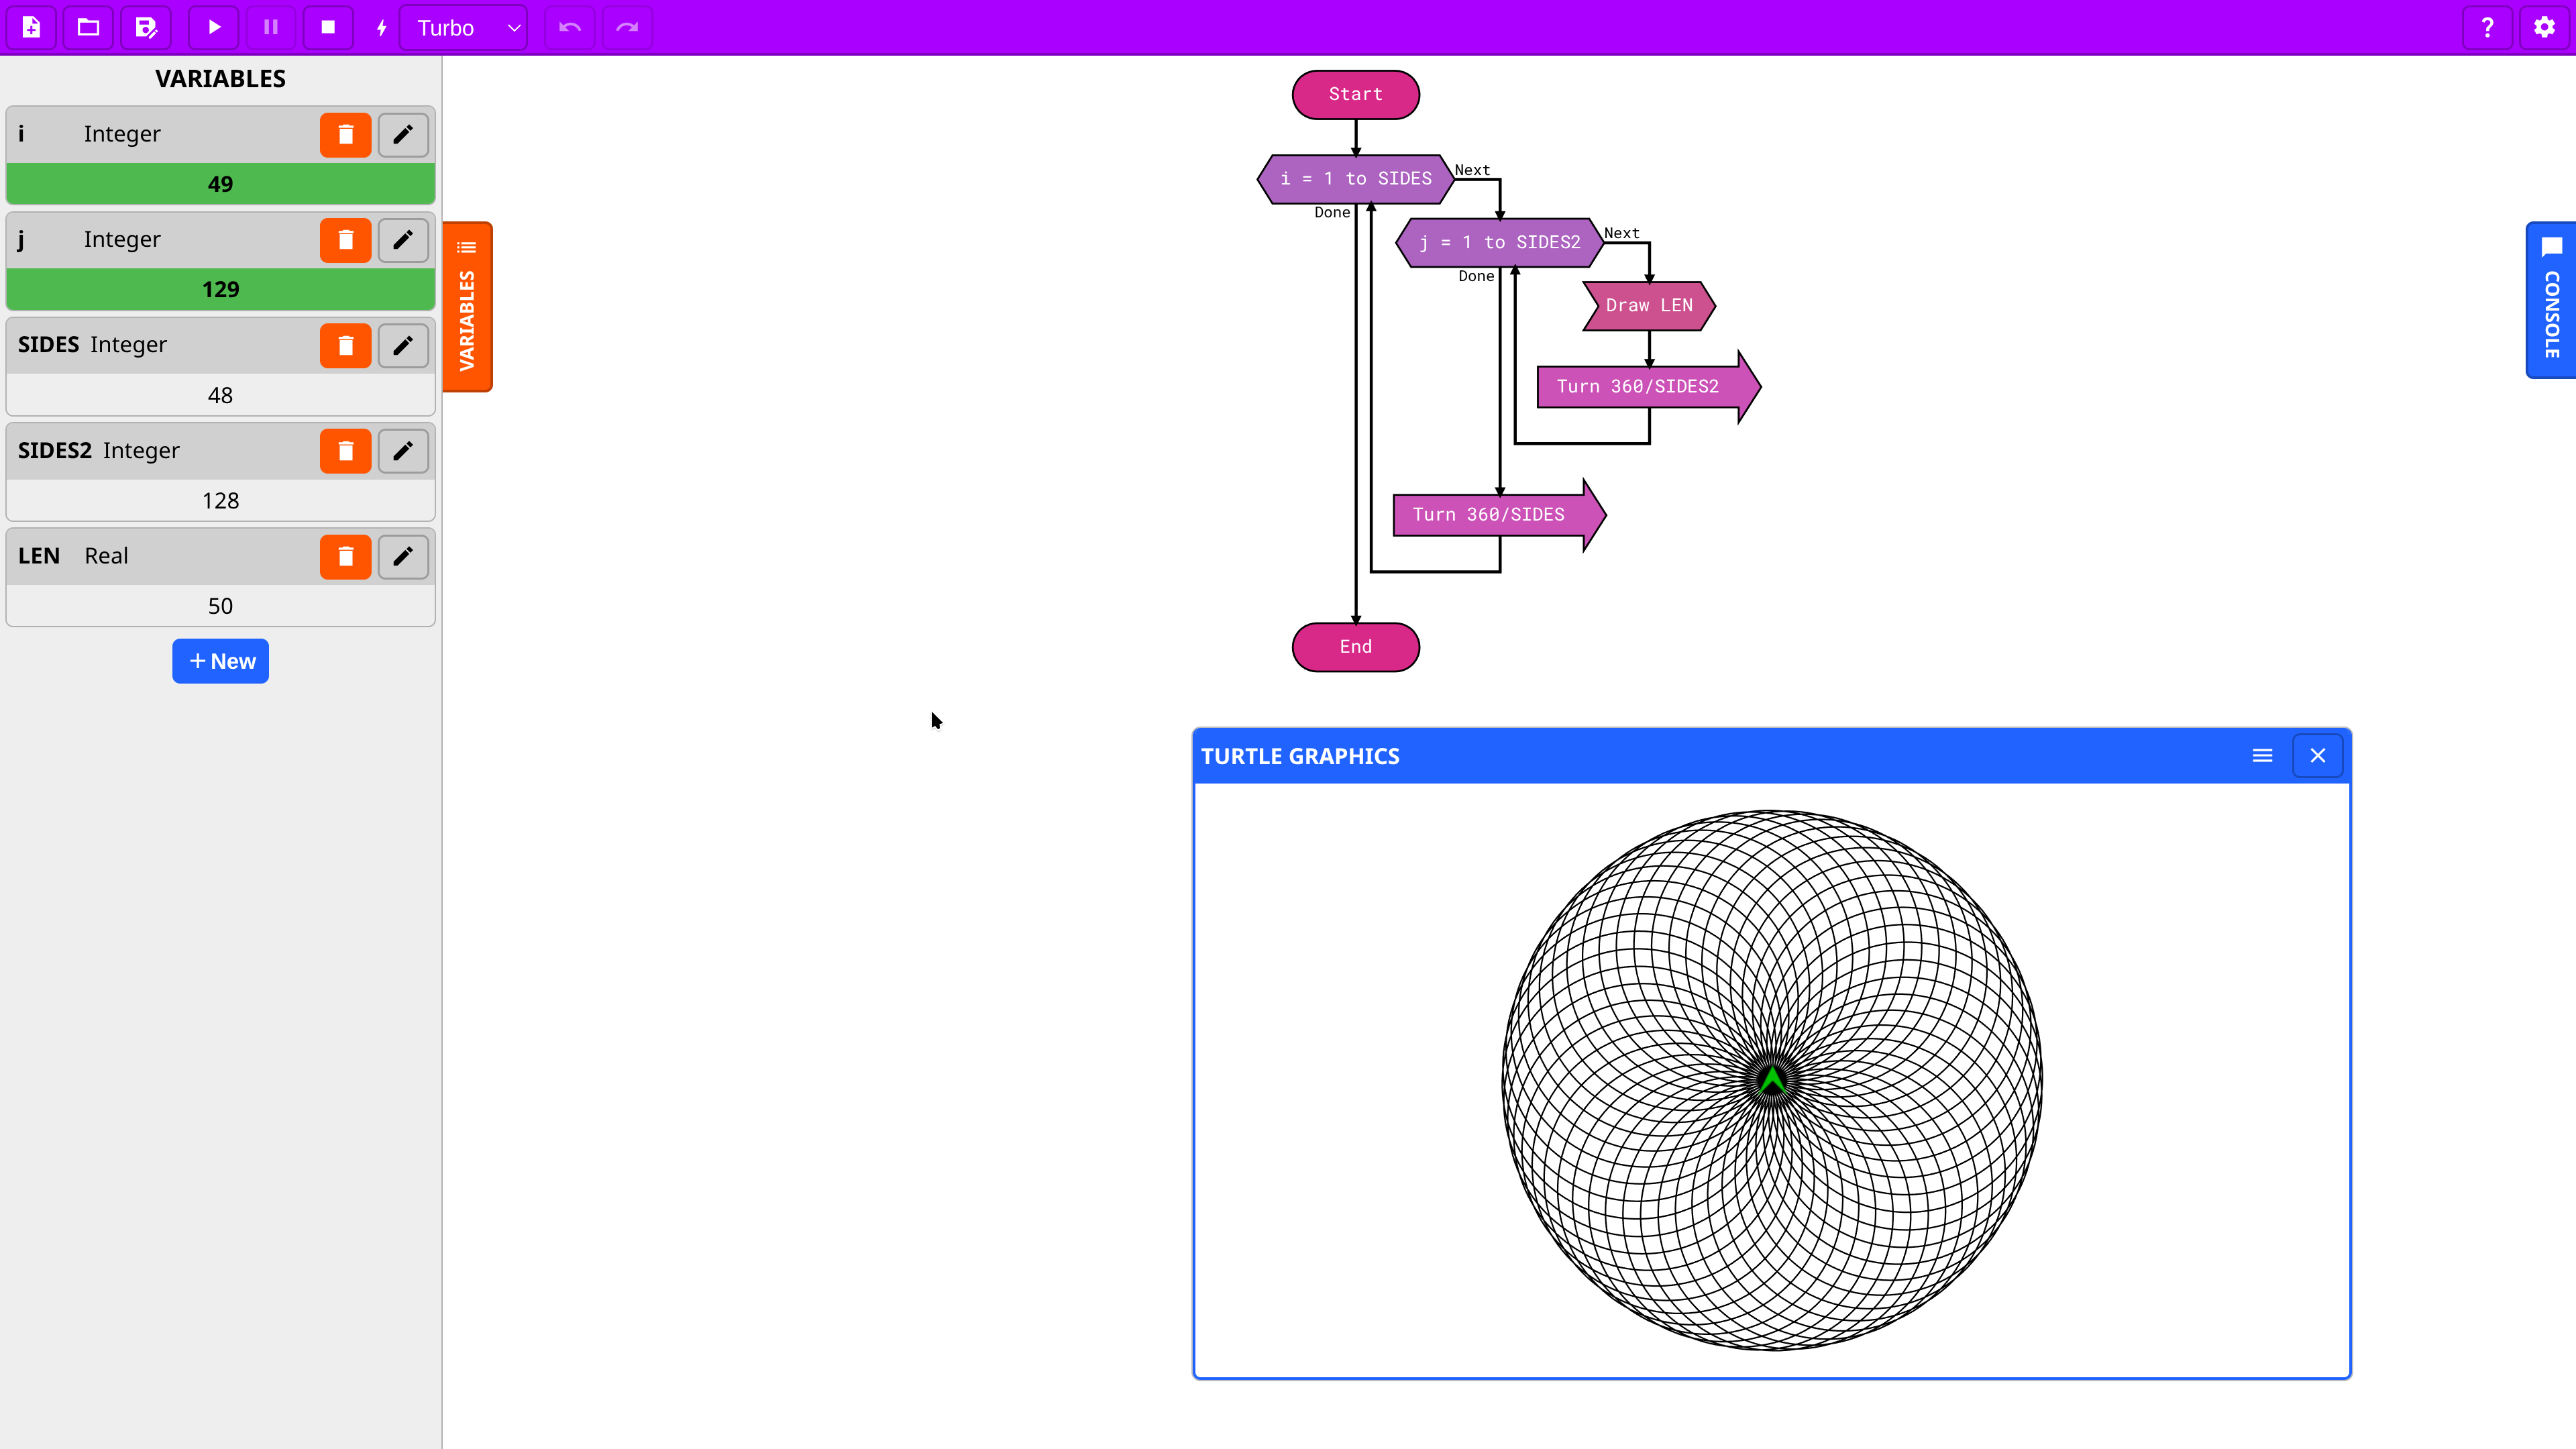 Turbo
?
VARIABLES
i Integer
49
j Integer
129
SIDES Integer
48
SIDES2 Integer
128
LEN Real
50
+ New
VARIABLES
Start
i = 1 to SIDES
Next
Done
j = 1 to SIDES2
Next
Done
Draw LEN
Turn 360/SIDES2
Turn 360/SIDES
End
CONSOLE
TURTLE GRAPHICS